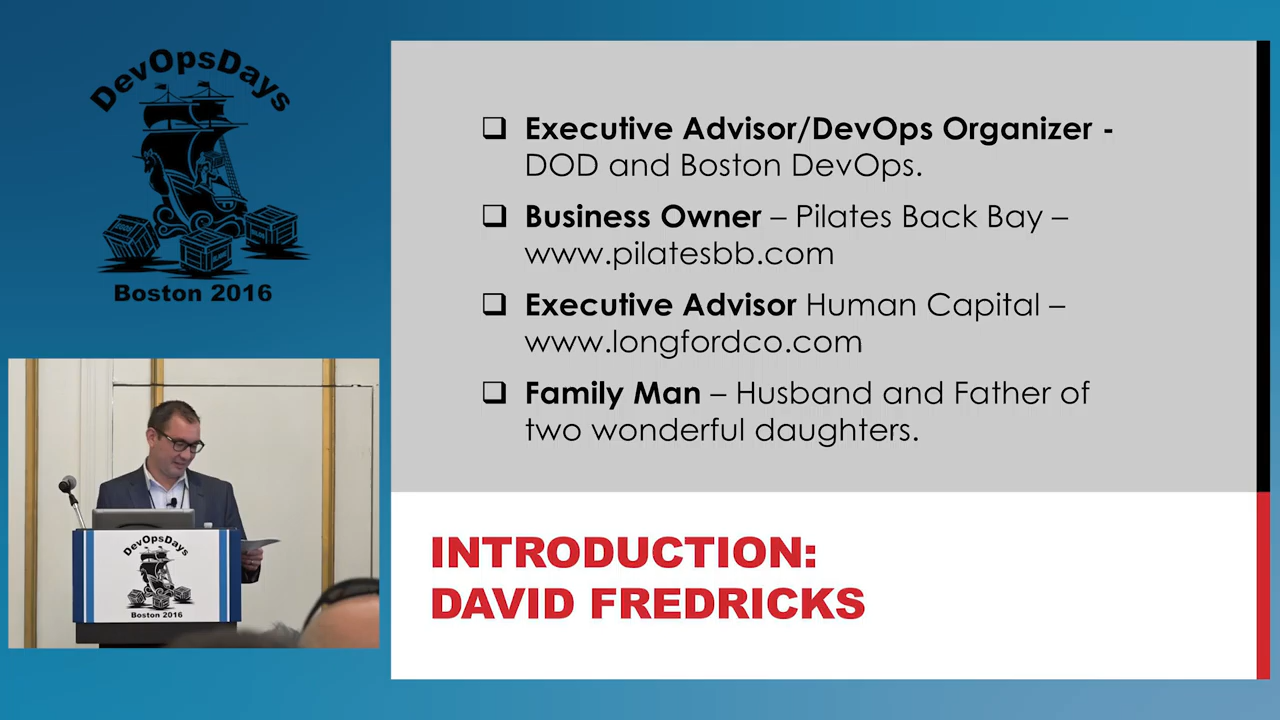 DevOpsDays
Boston 2016
❑ Executive Advisor/DevOps Organizer -
DOD and Boston DevOps.
❑ Business Owner – Pilates Back Bay –
www.pilatesbb.com
❑ Executive Advisor Human Capital –
www.longfordco.com
❑ Family Man – Husband and Father of
two wonderful daughters.
INTRODUCTION:
DAVID FREDRICKS
DevOpsDays
Boston 2016